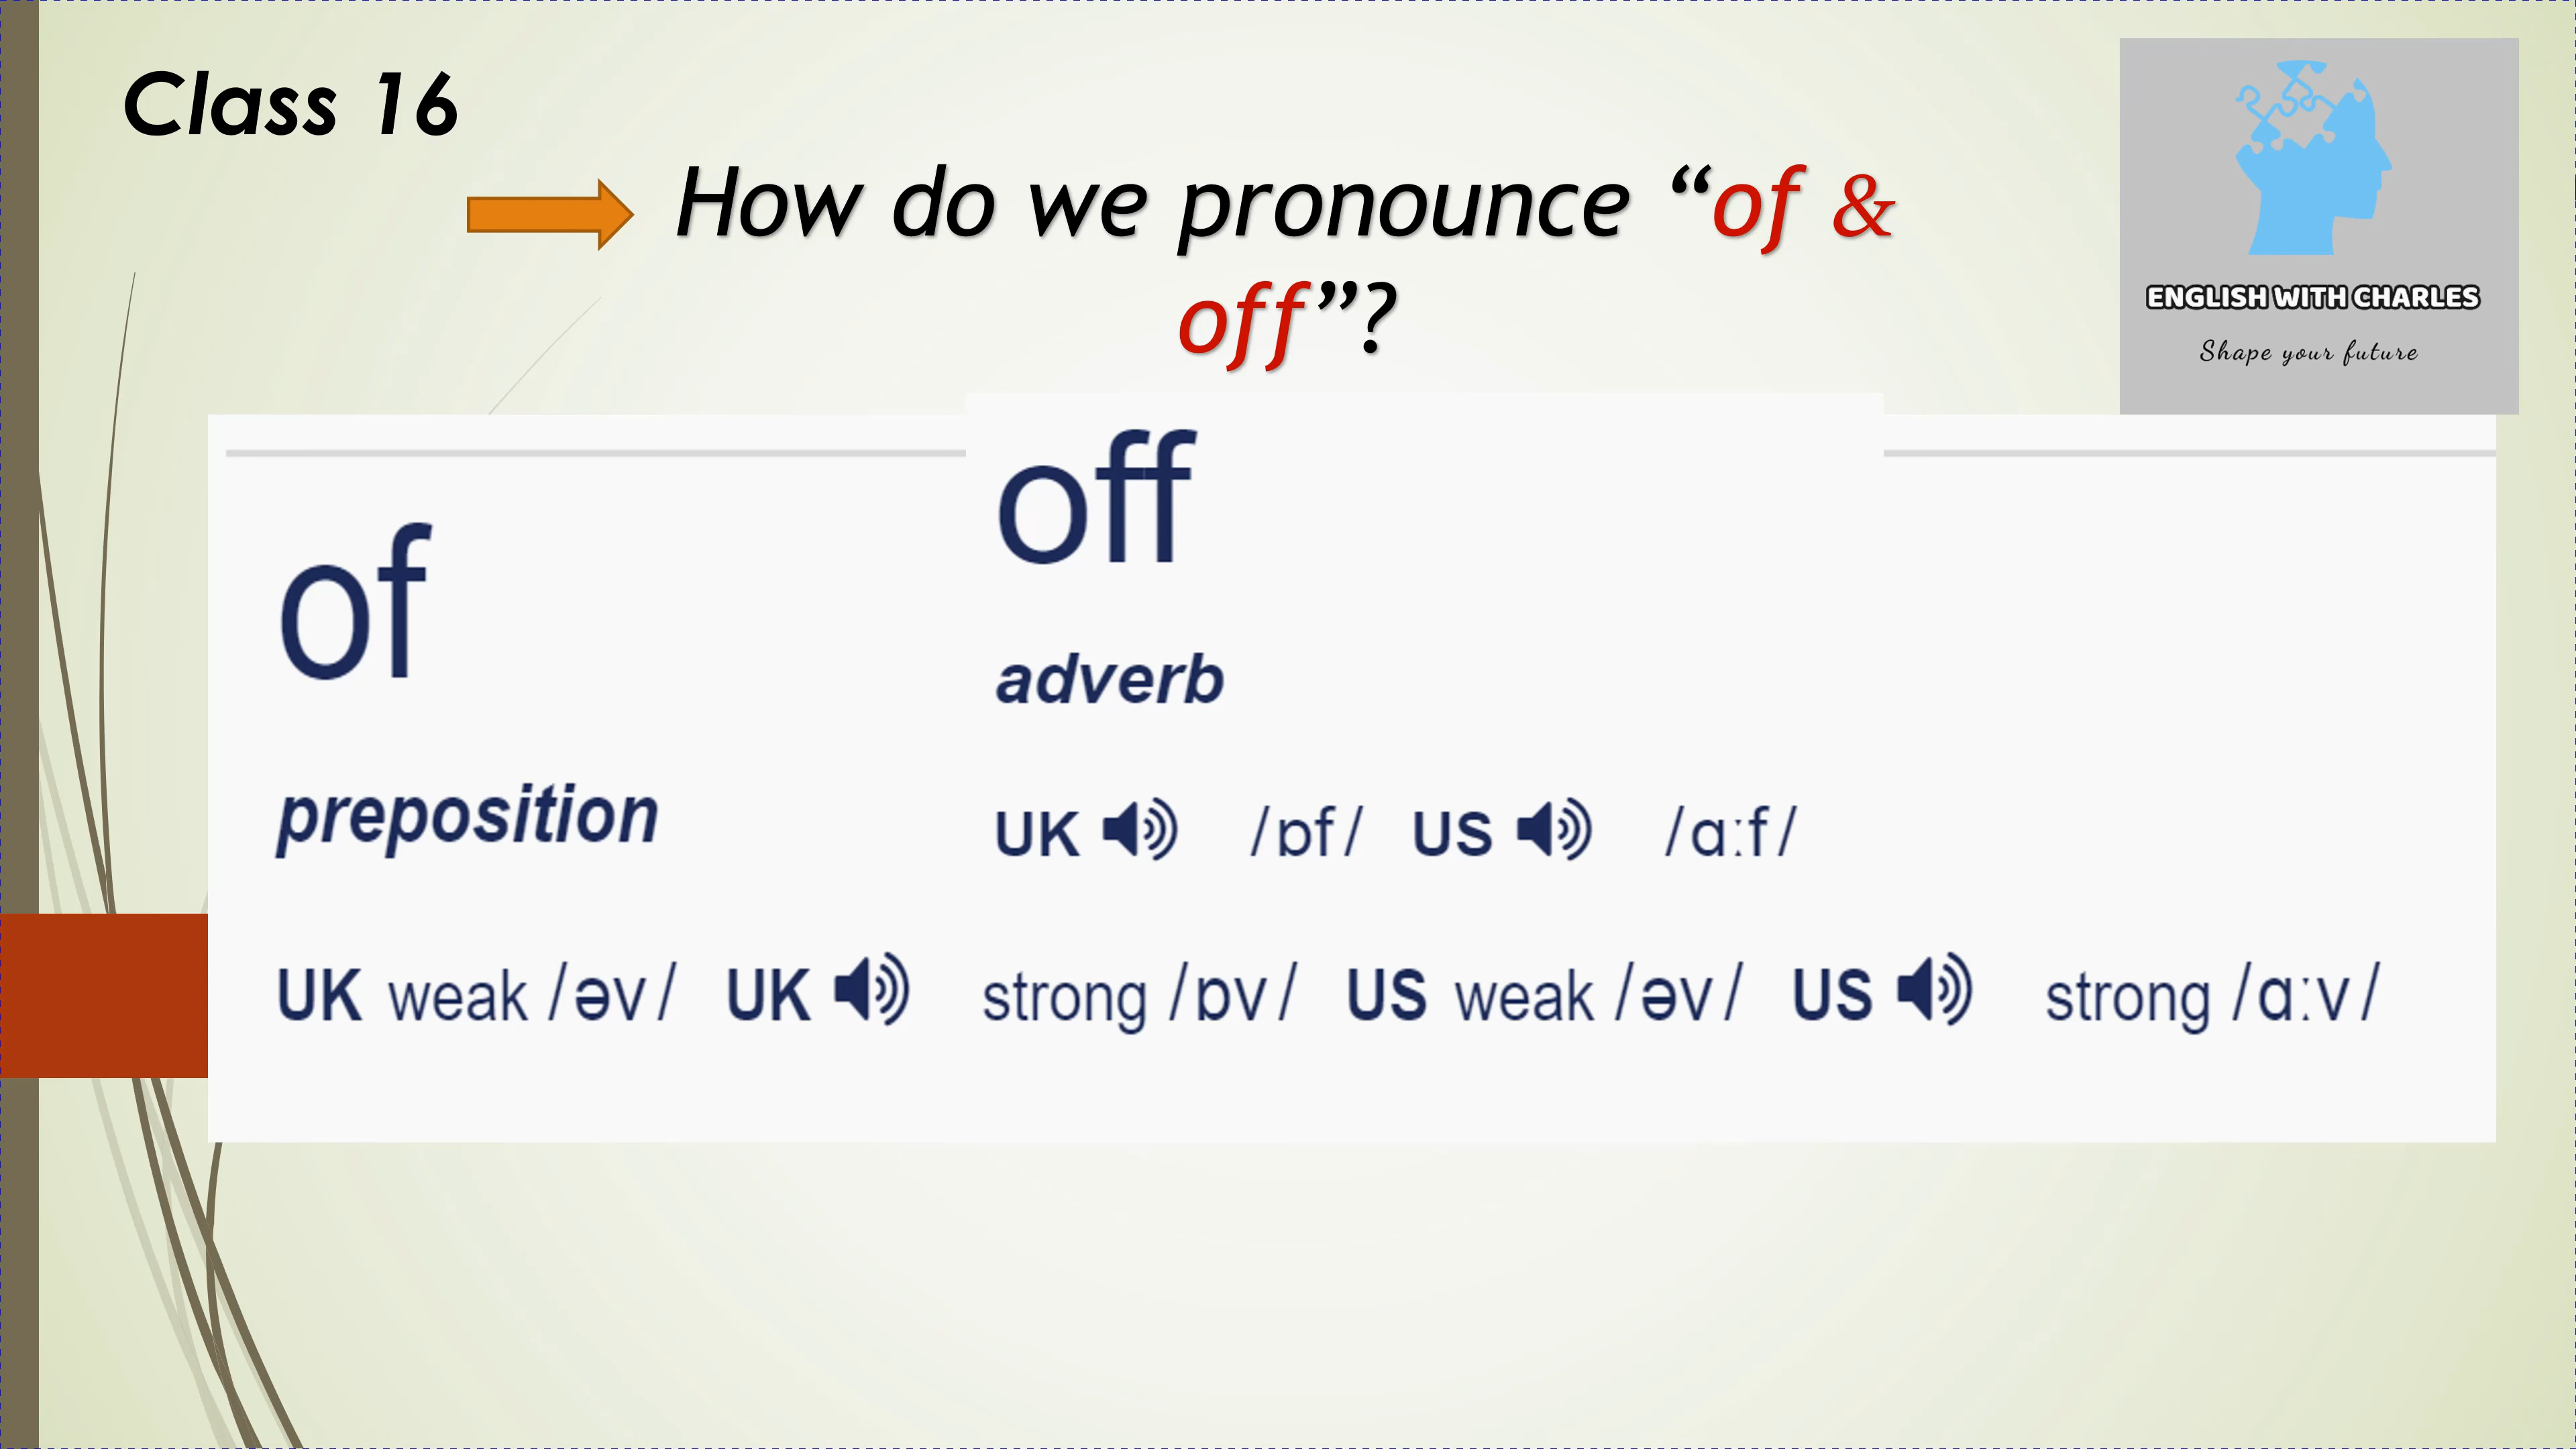 Class 16
How do we pronounce “of &
off”?
ENGLISH WITH CHARLES
Shape your future
of
preposition
off
adverb
UK /ɒf/ US /ɑːf/
UK weak /əv/ UK strong /ɒv/ US weak /əv/ US strong /ɑːv/